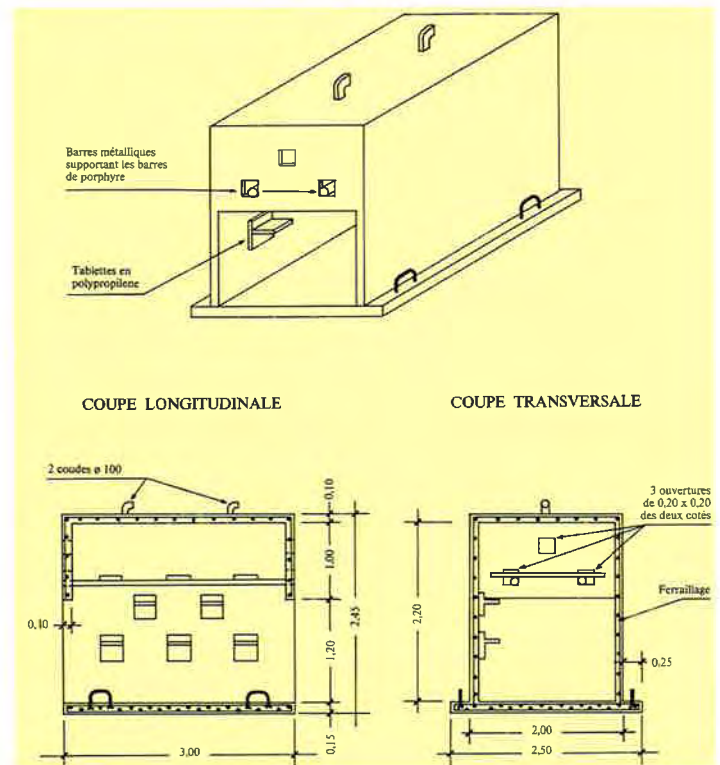 Barres métalliques
supportant les barres
de porphyre
Tablettes en
polypropilene
COUPE LONGITUDINALE
COUPE TRANSVERSALE
2 coudes ø 100
0,10
1,00
2,45
1,20
0,10
0,15
3,00
3 ouvertures
de 0,20 x 0,20
des deux cotés
Ferraillage
2,20
0,25
2,00
2,50